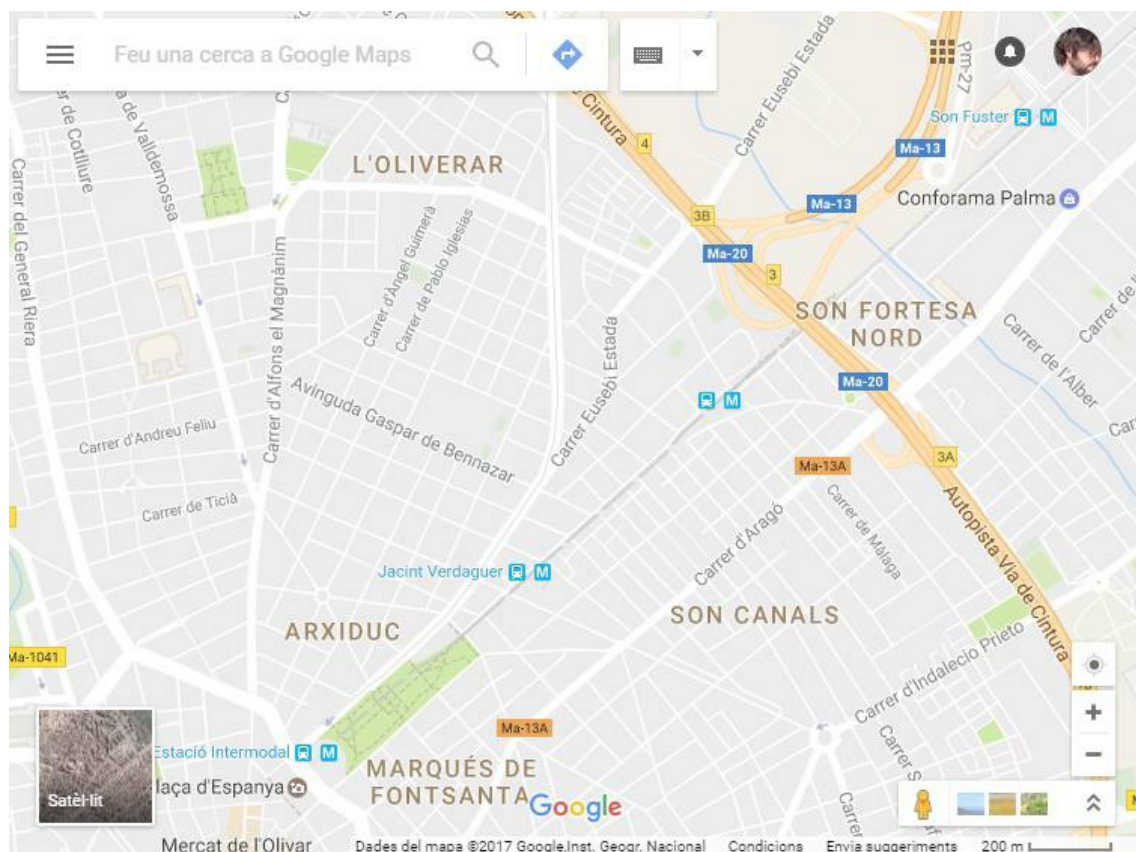 Feu una cerca a Google Maps
Carrer Eusebi Estada
Pm-27
de Cintura
Son Fuster M
Carrer de Cotlliure
a de Valldemossa
4
Ma-13
L'OLIVERAR
Carrer del General Riera
Conforama Palma
Ma-13
3B
Carrer d'Àngel Guimerà
Carrer de Pablo Iglesias
Ma-20
3
Carrer d'Alfons el Magnànim
SON FORTESA
NORD
Carrer de l'Alber
Carrer de
Carrer Eusebi Estada
Ma-20
M
Avinguda Gaspar de Bennazar
Carrer d'Andreu Feliu
Car
3A
Ma-13A
Carrer de Ticià
Carrer d'Aragó
Carrer de Màlaga
Autopista Vía de Cintura
Jacint Verdaguer M
SON CANALS
ARXIDUC
Carrer d'Indalecio Prieto
Ma-1041
+
Ma-13A
Estació Intermodal M
−
MARQUÉS DE
FONTSANTA
laça d'Espanya
Satèl·lit
Google
Carrer S
Mercat de l'Olivar
Dades del mapa ©2017 Google,Inst. Geogr. Nacional Condicions Envia suggeriments 200 m